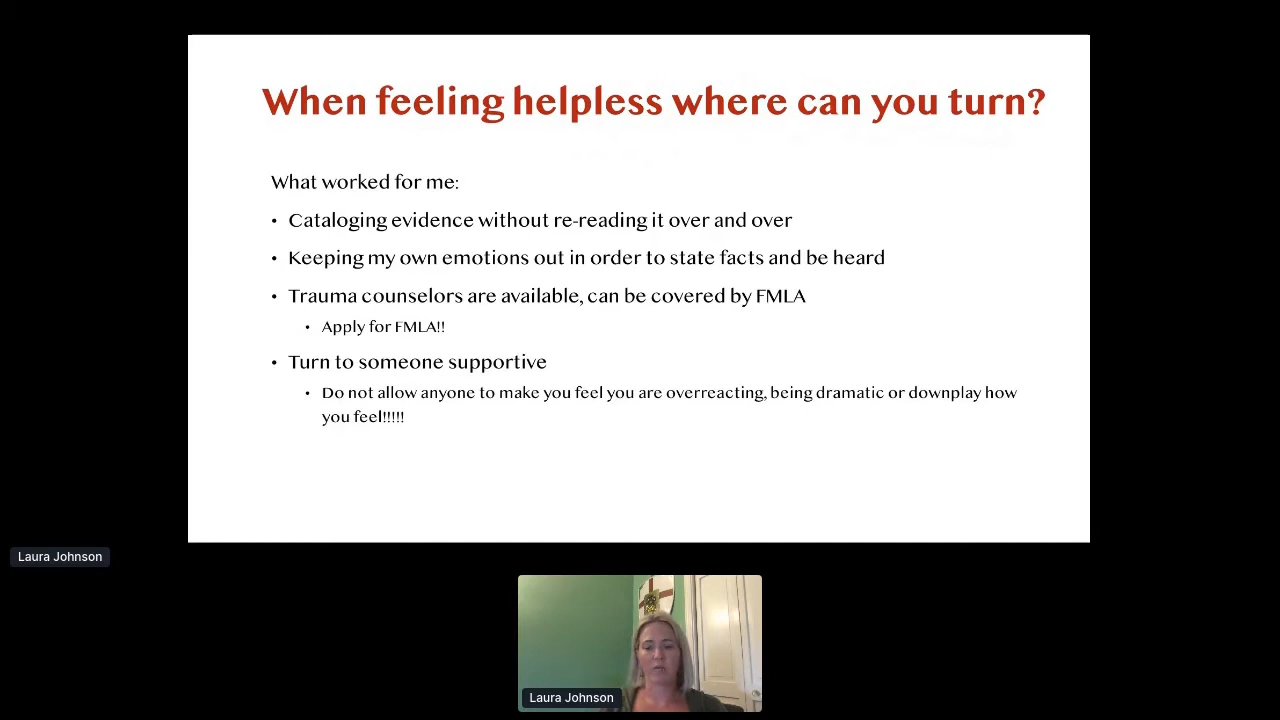 When feeling helpless where can you turn?
What worked for me:
• Cataloging evidence without re-reading it over and over
• Keeping my own emotions out in order to state facts and be heard
• Trauma counselors are available, can be covered by FMLA
• Apply for FMLA!!
• Turn to someone supportive
• Do not allow anyone to make you feel you are overreacting, being dramatic or downplay how
you feel!!!!!
Laura Johnson
Laura Johnson